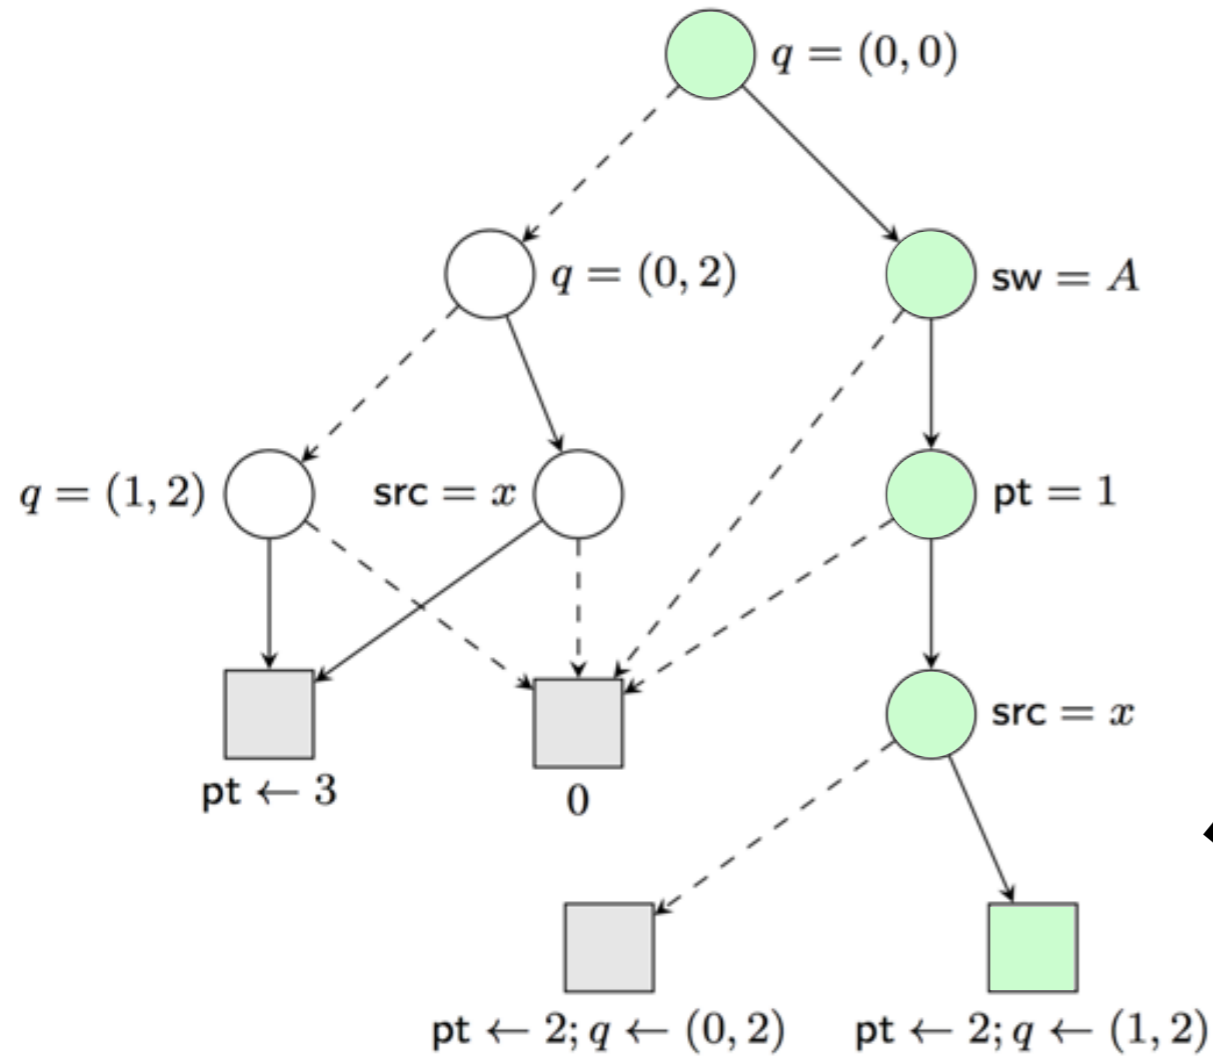 q = (0, 0)
q = (0, 2)
sw = A
q = (1, 2)
src = x
pt = 1
src = x
pt ← 3
0
pt ← 2; q ← (0, 2)
pt ← 2; q ← (1, 2)